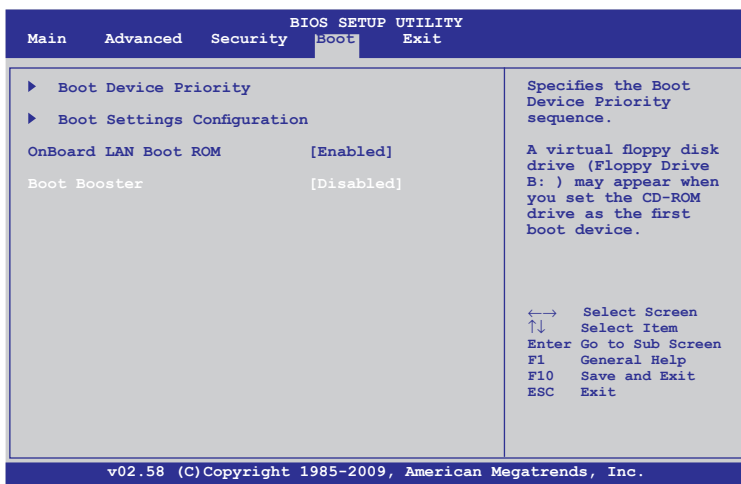 BIOS SETUP UTILITY
Main Advanced Security Boot Exit
Boot Device Priority
Boot Settings Configuration
OnBoard LAN Boot ROM [Enabled]
Boot Booster [Disabled]
Specifies the Boot
Device Priority
sequence.
A virtual floppy disk
drive (Floppy Drive
B: ) may appear when
you set the CD-ROM
drive as the first
boot device.
←→ Select Screen
↑↓ Select Item
Enter Go to Sub Screen
F1 General Help
F10 Save and Exit
ESC Exit
v02.58 (C)Copyright 1985-2009, American Megatrends, Inc.